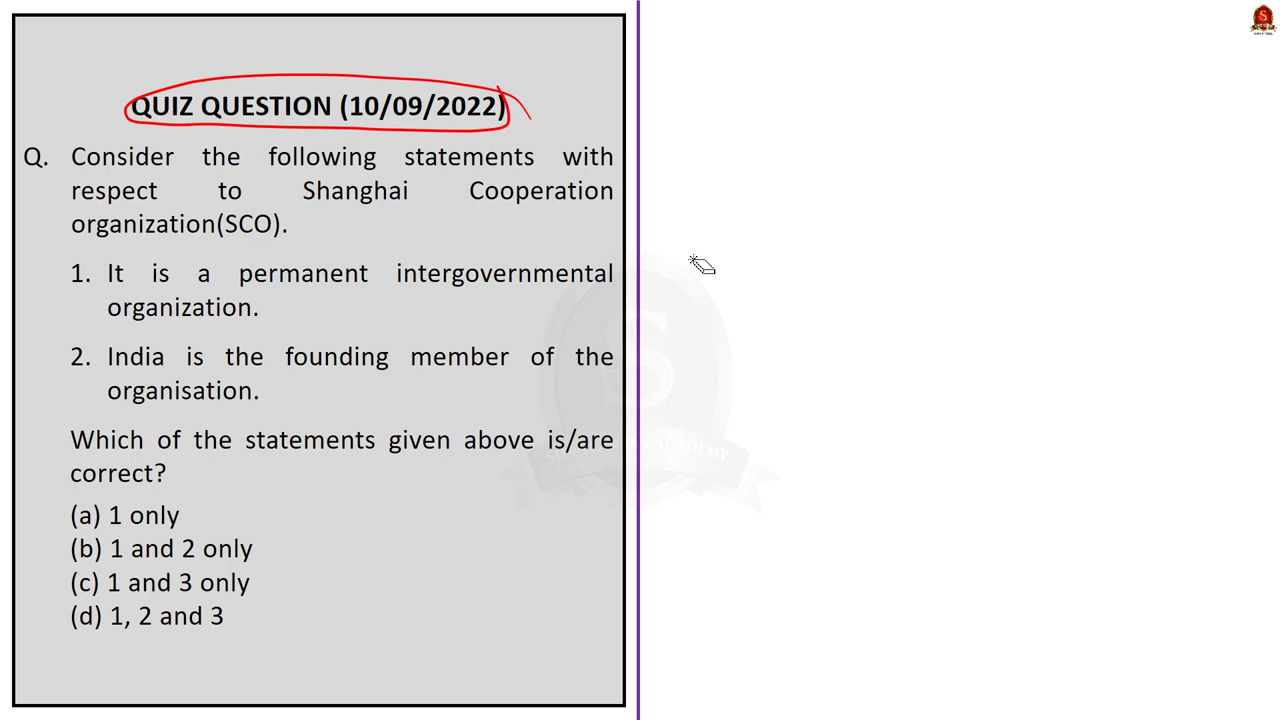 QUIZ QUESTION (10/09/2022)
Q. Consider the following statements with
respect to Shanghai Cooperation
organization(SCO).
1. It is a permanent intergovernmental
organization.
2. India is the founding member of the
organisation.
Which of the statements given above is/are
correct?
(a) 1 only
(b) 1 and 2 only
(c) 1 and 3 only
(d) 1, 2 and 3